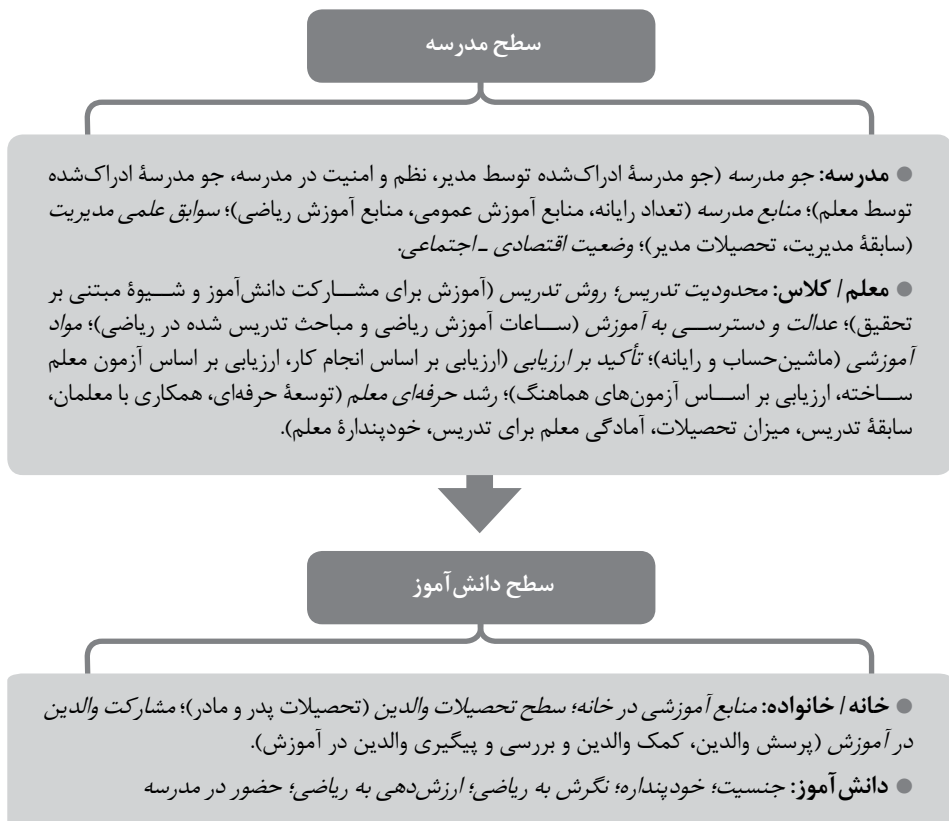 سطح مدرسه
● مدرسه: جو مدرسه (جو مدرسهٔ ادراک‌شده توسط مدیر، نظم و امنیت در مدرسه، جو مدرسهٔ ادراک‌شده
توسط معلم)؛ منابع مدرسه (تعداد رایانه، منابع آموزش عمومی، منابع آموزش ریاضی)؛ سوابق علمی مدیریت
(سابقهٔ مدیریت، تحصیلات مدیر)؛ وضعیت اقتصادی ـ اجتماعی.
● معلم/ کلاس: محدودیت تدریس؛ روش تدریس (آموزش برای مشـــارکت دانش‌آموز و شـــیوهٔ مبتنی بر
تحقیق)؛ عدالت و دسترســـی به آموزش (ســـاعات آموزش ریاضی و مباحث تدریس شده در ریاضی)؛ مواد
آموزشی (ماشین‌حساب و رایانه)؛ تأکید بر ارزیابی (ارزیابی بر اساس انجام کار، ارزیابی بر اساس آزمون معلم
ســـاخته، ارزیابی بر اســـاس آزمون‌های هماهنگ)؛ رشد حرفه‌ای معلم (توسعهٔ حرفه‌ای، همکاری با معلمان،
سابقهٔ تدریس، میزان تحصیلات، آمادگی معلم برای تدریس، خودپندارهٔ معلم).
سطح دانش‌آموز
● خانه/ خانواده: منابع آموزشی در خانه؛ سطح تحصیلات والدین (تحصیلات پدر و مادر)؛ مشارکت والدین
در آموزش (پرسش والدین، کمک والدین و بررسی و پیگیری والدین در آموزش).
● دانش‌آموز: جنسیت؛ خودپنداره؛ نگرش به ریاضی؛ ارزش‌دهی به ریاضی؛ حضور در مدرسه